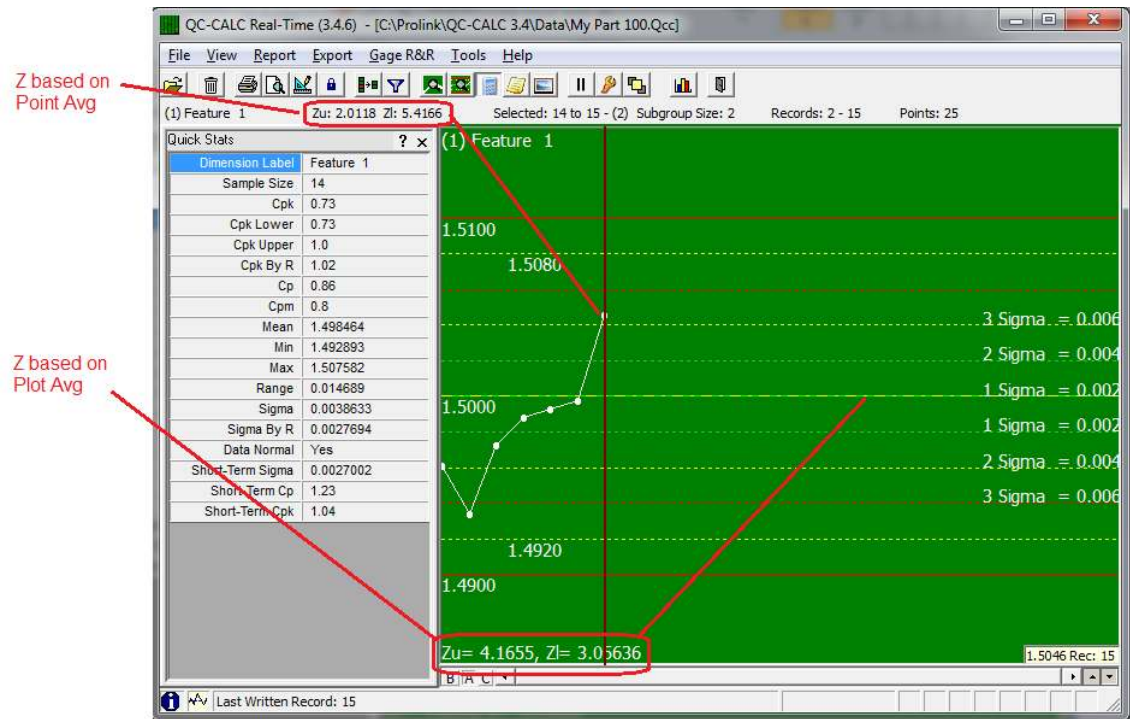 QC-CALC Real-Time (3.4.6) - [C:\Prolink\QC-CALC 3.4\Data\My Part 100.Qcc]
File View Report Export Gage R&R Tools Help
Z based on
Point Avg
(1) Feature 1 Zu: 2.0118 Zl: 5.4166 Selected: 14 to 15 - (2) Subgroup Size: 2 Records: 2 - 15 Points: 25
Quick Stats ? x
Dimension Label Feature 1
Sample Size 14
Cpk 0.73
Cpk Lower 0.73
Cpk Upper 1.0
Cpk By R 1.02
Cp 0.86
Cpm 0.8
Mean 1.498464
Min 1.492893
Max 1.507582
Range 0.014689
Sigma 0.0038633
Sigma By R 0.0027694
Data Normal Yes
Short-Term Sigma 0.0027002
Short-Term Cp 1.23
Short-Term Cpk 1.04
Z based on
Plot Avg
(1) Feature 1
1.5100
1.5080
3 Sigma = 0.006
2 Sigma = 0.004
1 Sigma = 0.002
1.5000
1 Sigma = 0.002
2 Sigma = 0.004
3 Sigma = 0.006
1.4920
1.4900
Zu= 4.1655, Zl= 3.05636
1.5046 Rec: 15
B A C
Last Written Record: 15